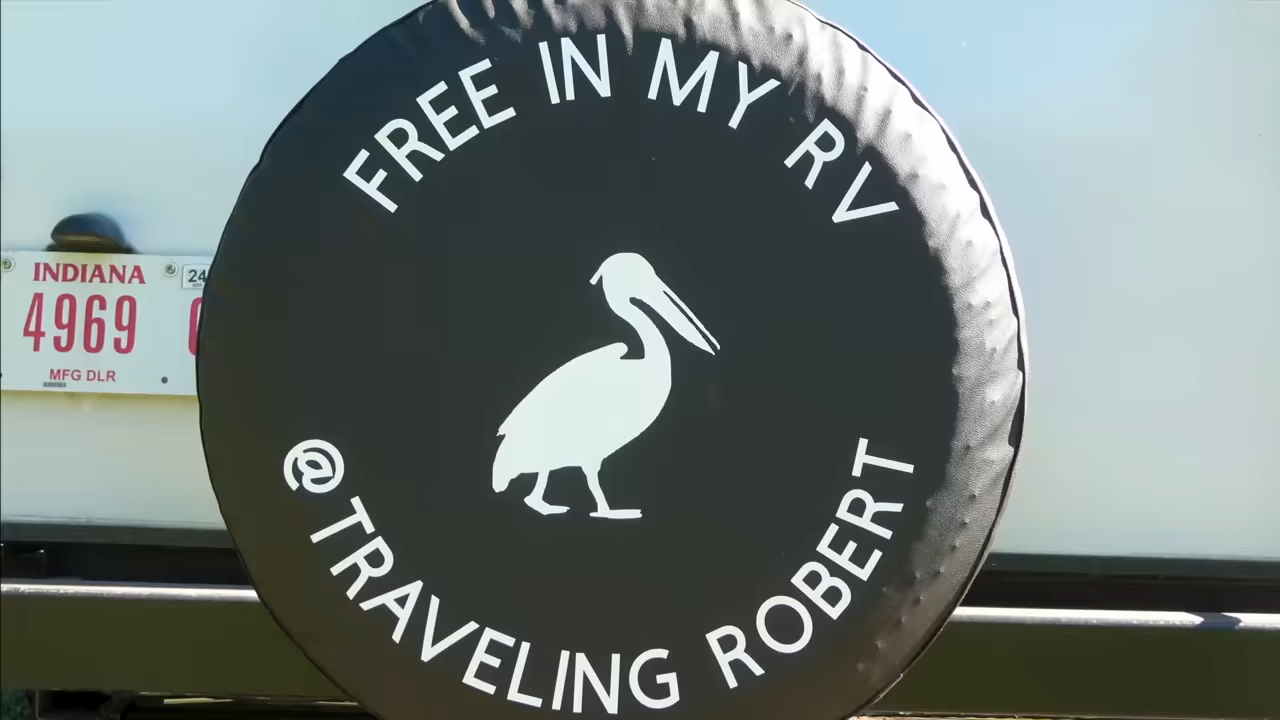 FREE IN MY RV
INDIANA
24
4969
MFG DLR
@TRAVELING ROBERT